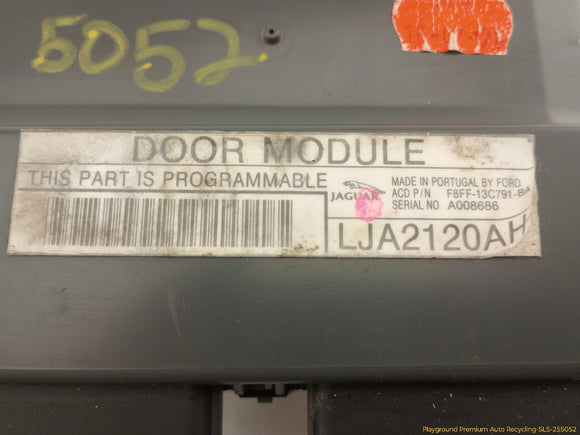 5052
DOOR MODULE
THIS PART IS PROGRAMMABLE
JAGUAR
MADE IN PORTUGAL BY FORD
ACD P/N F8FF-13C791-BA
SERIAL NO A008686
LJA2120AH
Playground Premium Auto Recycling-SLS-255052